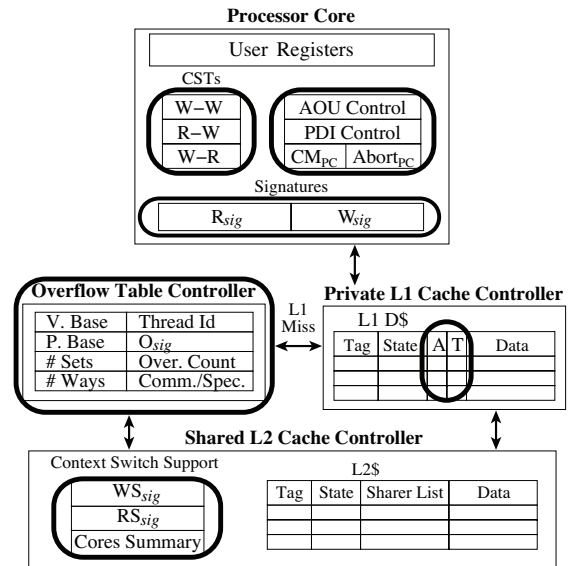 Processor Core
User Registers
CSTs
W−W
R−W
W−R
AOU Control
PDI Control
CMPC AbortPC
Signatures
Rsig Wsig
Overflow Table Controller
V. Base Thread Id
P. Base Osig
# Sets Over. Count
# Ways Comm./Spec.
L1
Miss
Private L1 Cache Controller
L1 D$
Tag State A T Data
Shared L2 Cache Controller
Context Switch Support
WSsig
RSsig
Cores Summary
L2$
Tag State Sharer List Data